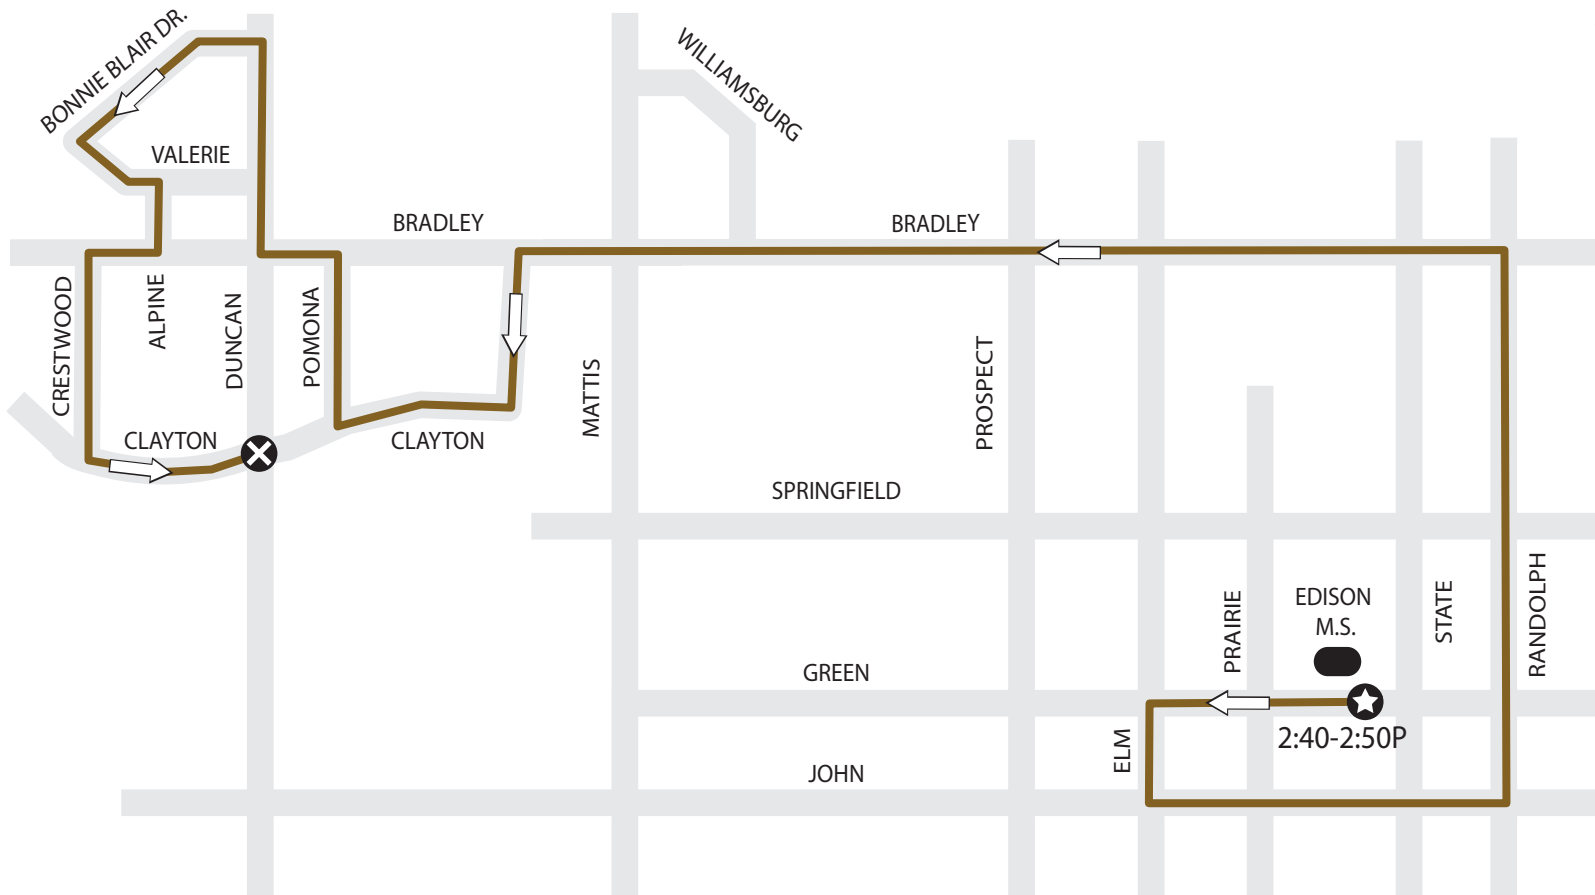 BONNIE BLAIR DR.
WILLIAMSBURG
VALERIE
BRADLEY
BRADLEY
CRESTWOOD
ALPINE
DUNCAN
POMONA
MATTIS
PROSPECT
CLAYTON
CLAYTON
SPRINGFIELD
PRAIRIE
EDISON
M.S.
STATE
RANDOLPH
GREEN
2:40-2:50P
ELM
JOHN